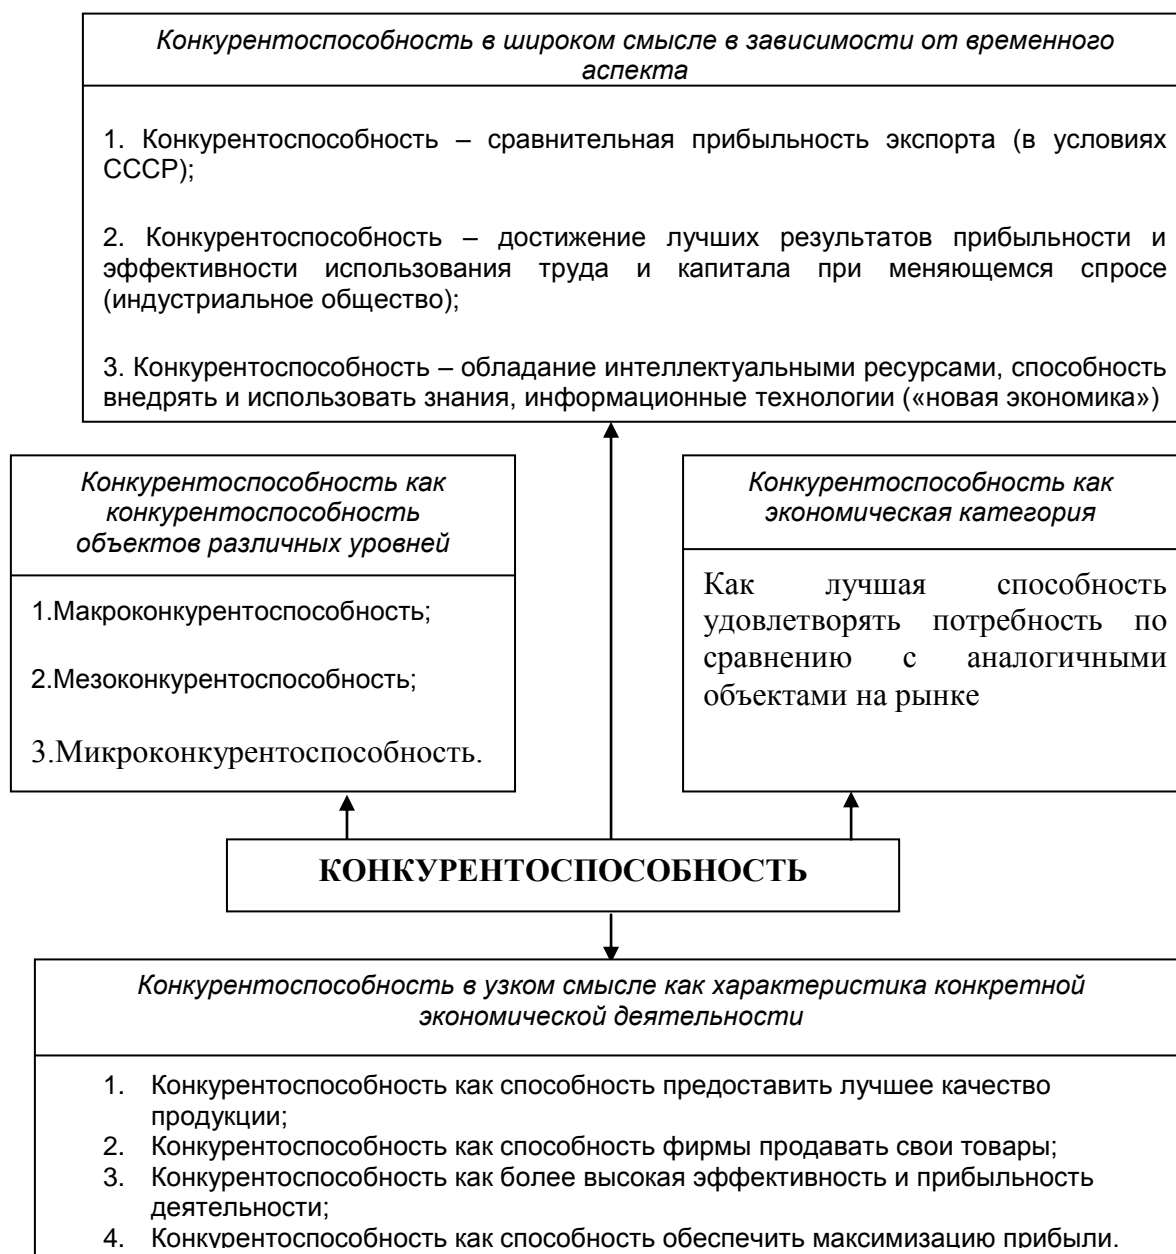 Конкурентоспособность в широком смысле в зависимости от временного
аспекта
1. Конкурентоспособность – сравнительная прибыльность экспорта (в условиях
СССР);
2. Конкурентоспособность – достижение лучших результатов прибыльности и
эффективности использования труда и капитала при меняющемся спросе
(индустриальное общество);
3. Конкурентоспособность – обладание интеллектуальными ресурсами, способность
внедрять и использовать знания, информационные технологии («новая экономика»)
Конкурентоспособность как
конкурентоспособность
объектов различных уровней
1.Макроконкурентоспособность;
2.Мезоконкурентоспособность;
3.Микроконкурентоспособность.
Конкурентоспособность как
экономическая категория
Как лучшая способность
удовлетворять потребность по
сравнению с аналогичными
объектами на рынке
КОНКУРЕНТОСПОСОБНОСТЬ
Конкурентоспособность в узком смысле как характеристика конкретной
экономической деятельности
1. Конкурентоспособность как способность предоставить лучшее качество
продукции;
2. Конкурентоспособность как способность фирмы продавать свои товары;
3. Конкурентоспособность как более высокая эффективность и прибыльность
деятельности;
4. Конкурентоспособность как способность обеспечить максимизацию прибыли.